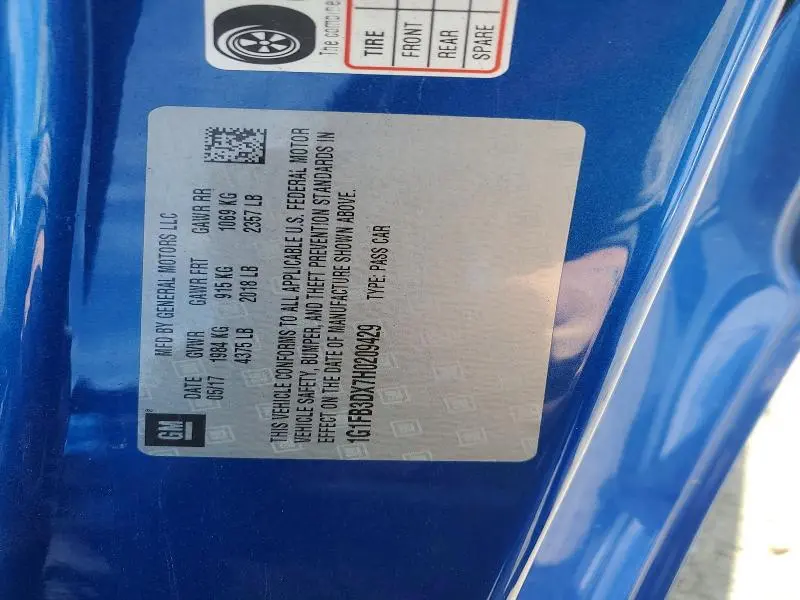 The combine
TIRE
FRONT
REAR
SPARE
MFD BY GENERAL MOTORS LLC
DATE GVWR GAWR FRT GAWR RR
05/17 1984 KG 915 KG 1069 KG
4375 LB 2018 LB 2357 LB
GM
THIS VEHICLE CONFORMS TO ALL APPLICABLE U.S. FEDERAL MOTOR
VEHICLE SAFETY, BUMPER, AND THEFT PREVENTION STANDARDS IN
EFFECT ON THE DATE OF MANUFACTURE SHOWN ABOVE.
1G1FB3DX7H0209429 TYPE: PASS CAR